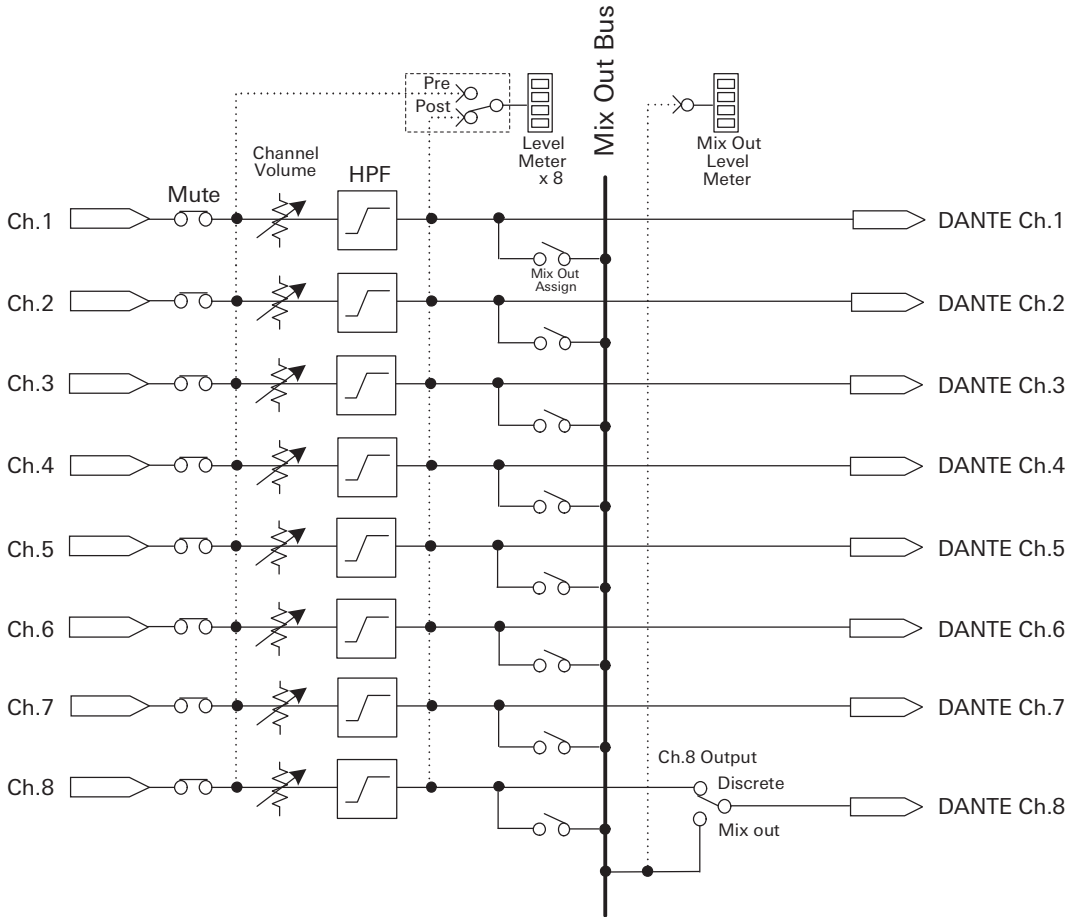 Mix Out Bus
Pre
Post
Level
Meter
x 8
Mix Out
Level
Meter
Channel
Volume
Mute
HPF
Ch.1
DANTE Ch.1
Mix Out
Assign
Ch.2
DANTE Ch.2
Ch.3
DANTE Ch.3
Ch.4
DANTE Ch.4
Ch.5
DANTE Ch.5
Ch.6
DANTE Ch.6
Ch.7
DANTE Ch.7
Ch.8 Output
Ch.8
Discrete
DANTE Ch.8
Mix out